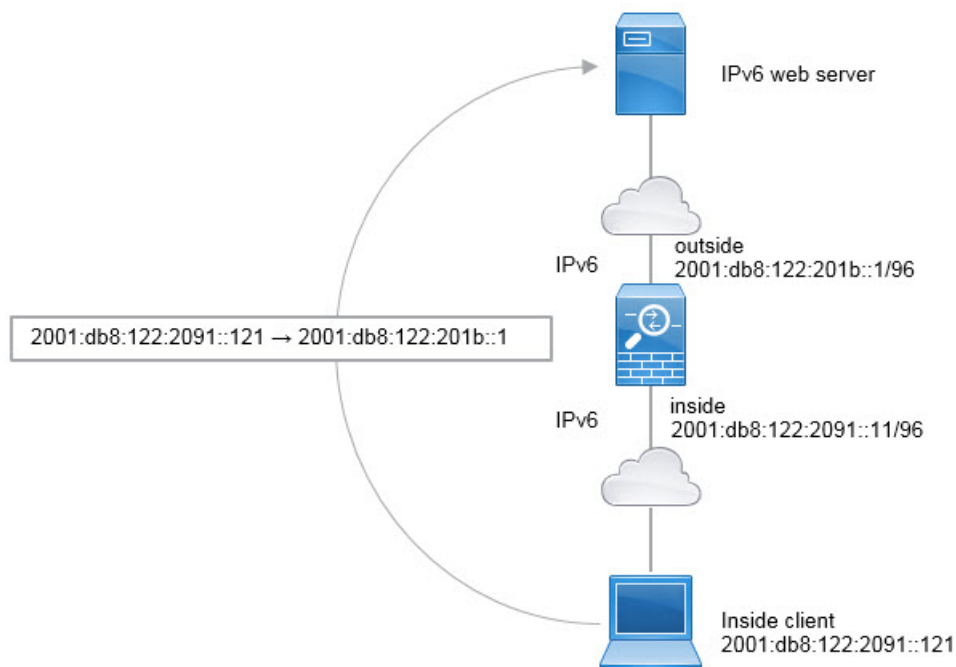 IPv6 web server
outside
IPv6
2001:db8:122:201b::1/96
2001:db8:122:2091::121 → 2001:db8:122:201b::1
inside
IPv6
2001:db8:122:2091::11/96
Inside client
2001:db8:122:2091::121